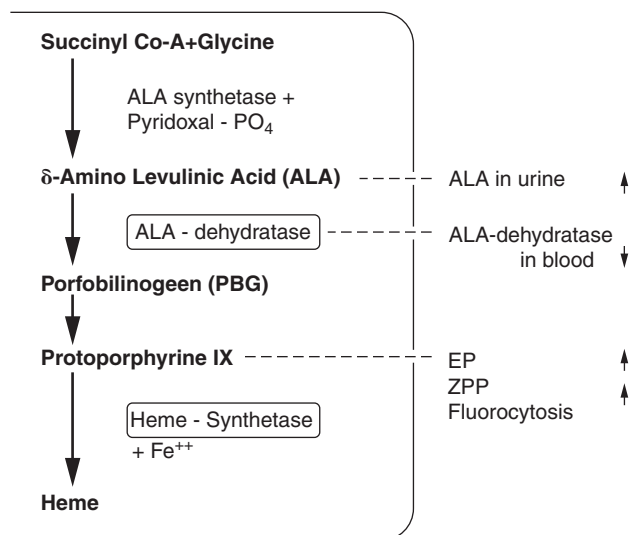 Succinyl Co-A+Glycine
ALA synthetase +
Pyridoxal - PO₄
δ-Amino Levulinic Acid (ALA)
ALA in urine
ALA - dehydratase
ALA-dehydratase
in blood
Porfobilinogeen (PBG)
Protoporphyrine IX
EP
ZPP
Fluorocytosis
Heme - Synthetase
+ Fe⁺⁺
Heme